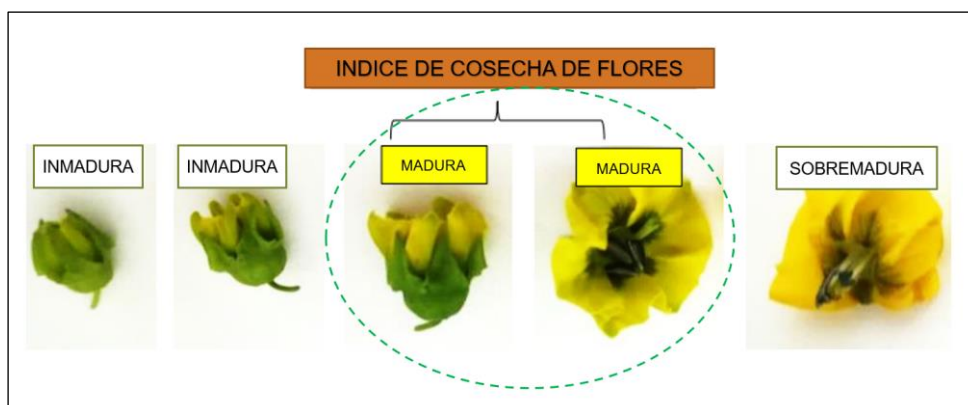 INDICE DE COSECHA DE FLORES
INMADURA
INMADURA
MADURA
MADURA
SOBREMADURA